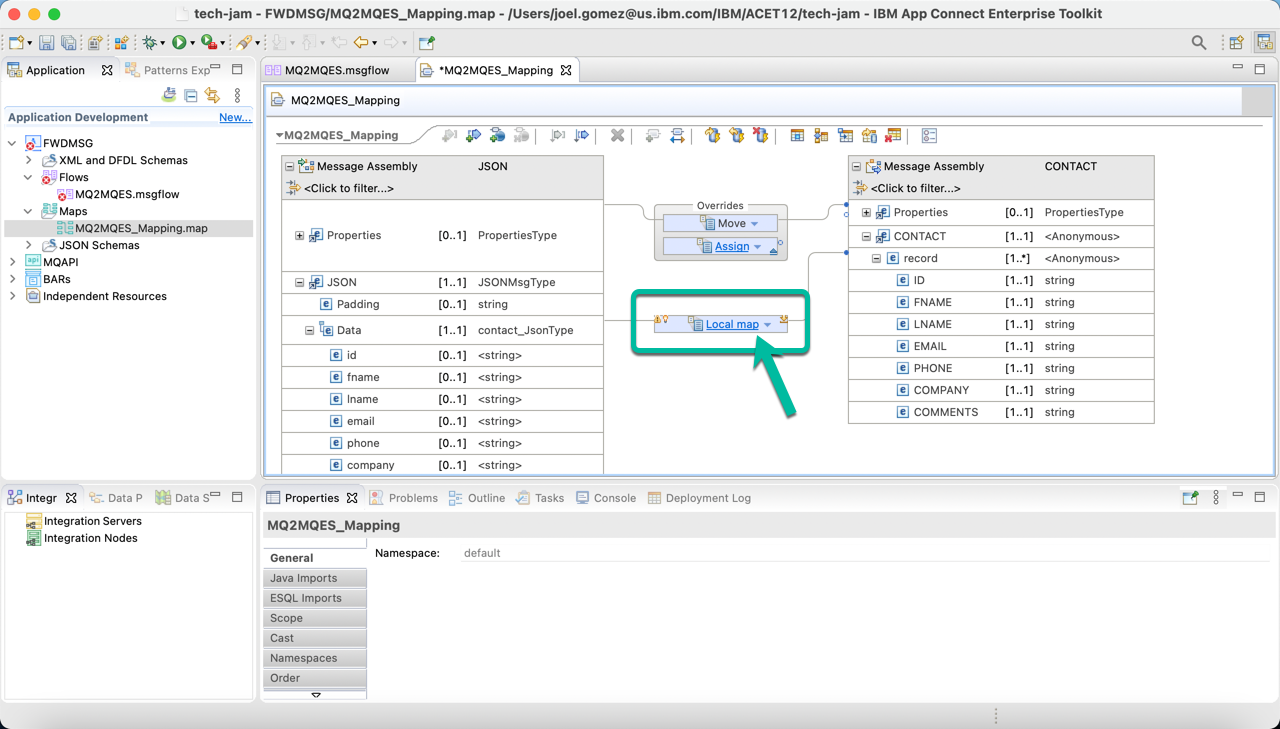 tech-jam - FWDMSG/MQ2MQES_Mapping.map - /Users/joel.gomez@us.ibm.com/IBM/ACET12/tech-jam - IBM App Connect Enterprise Toolkit
Application
Patterns Exp
Application Development New...
FWDMSG
XML and DFDL Schemas
Flows
MQ2MQES.msgflow
Maps
MQ2MQES_Mapping.map
JSON Schemas
MQAPI
BARs
Independent Resources
MQ2MQES.msgflow
*MQ2MQES_Mapping
MQ2MQES_Mapping
MQ2MQES_Mapping
Message Assembly JSON
<Click to filter...>
Properties [0..1] PropertiesType
JSON [1..1] JSONMsgType
Padding [0..1] string
Data [1..1] contact_JsonType
id [0..1] <string>
fname [0..1] <string>
lname [0..1] <string>
email [0..1] <string>
phone [0..1] <string>
company [0..1] <string>
Overrides
Move
Assign
Local map
Message Assembly CONTACT
<Click to filter...>
Properties [0..1] PropertiesType
CONTACT [1..1] <Anonymous>
record [1..*] <Anonymous>
ID [1..1] string
FNAME [1..1] string
LNAME [1..1] string
EMAIL [1..1] string
PHONE [1..1] string
COMPANY [1..1] string
COMMENTS [1..1] string
Integr
Data P
Data S
Integration Servers
Integration Nodes
Properties
Problems
Outline
Tasks
Console
Deployment Log
MQ2MQES_Mapping
General
Java Imports
ESQL Imports
Scope
Cast
Namespaces
Order
Namespace: default